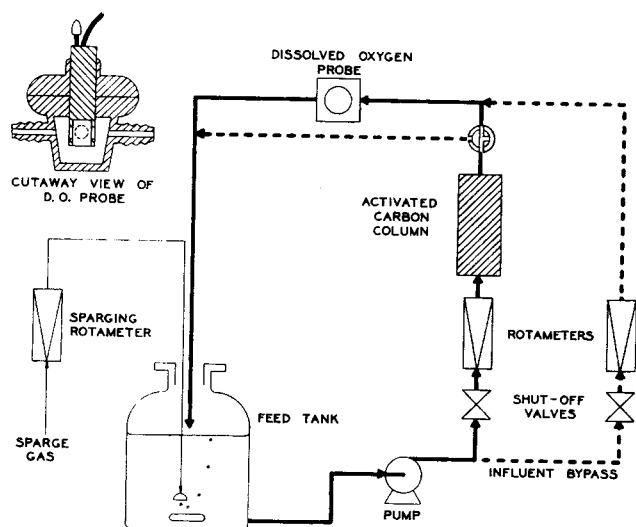 DISSOLVED OXYGEN
PROBE
CUTAWAY VIEW OF
D.O. PROBE
ACTIVATED
CARBON
COLUMN
SPARGING
ROTAMETER
ROTAMETERS
SHUT-OFF
VALVES
FEED TANK
SPARGE
GAS
INFLUENT BYPASS
PUMP